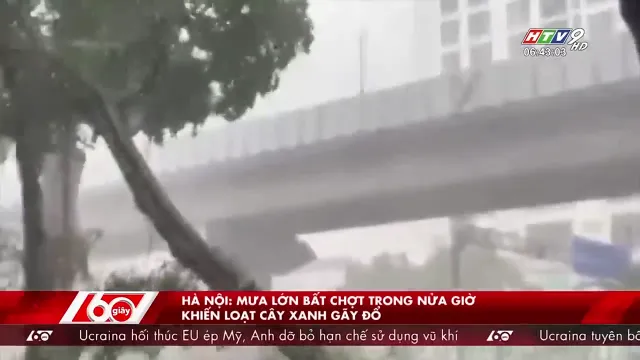 HTV9 HD
06:43:03
60 giây
HÀ NỘI: MƯA LỚN BẤT CHỢT TRONG NỬA GIỜ
KHIẾN LOẠT CÂY XANH GÃY ĐỔ
60 Ucraina hối thúc EU ép Mỹ, Anh dỡ bỏ hạn chế sử dụng vũ khí 60 Ucraina tuyên b